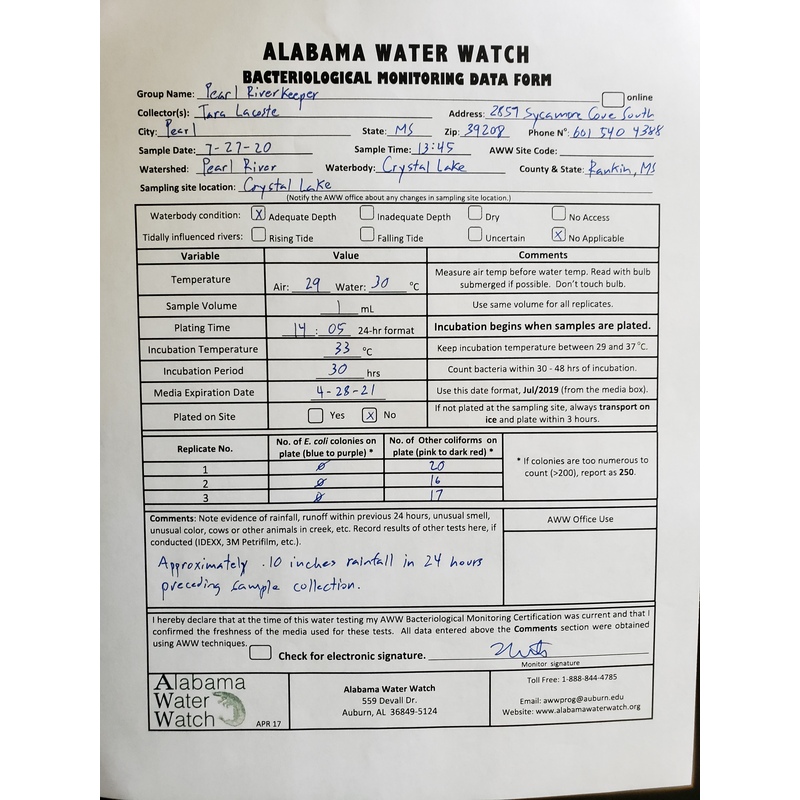 ALABAMA WATER WATCH
BACTERIOLOGICAL MONITORING DATA FORM
Group Name: Pearl RiverKeeper online
Collector(s): Tara Lacoste Address: 2859 Sycamore Cove South
City: Pearl State: MS Zip: 39208 Phone N°: 601 540 4388
Sample Date: 7-27-20 Sample Time: 13:45 AWW Site Code:
Watershed: Pearl River Waterbody: Crystal Lake County & State: Rankin, MS
Sampling site location: Crystal Lake
(Notify the AWW office about any changes in sampling site location.)
Waterbody condition: X Adequate Depth Inadequate Depth Dry No Access
Tidally influenced rivers: Rising Tide Falling Tide Uncertain X No Applicable
Variable Value Comments
Temperature Air: 29 Water: 30 °C Measure air temp before water temp. Read with bulb
submerged if possible. Don't touch bulb.
Sample Volume 1 mL Use same volume for all replicates.
Plating Time 14 : 05 24-hr format Incubation begins when samples are plated.
Incubation Temperature 33 °C Keep incubation temperature between 29 and 37 °C.
Incubation Period 30 hrs Count bacteria within 30 - 48 hrs of incubation.
Media Expiration Date 4-28-21 Use this date format, Jul/2019 (from the media box).
Plated on Site Yes X No If not plated at the sampling site, always transport on
ice and plate within 3 hours.
Replicate No. No. of E. coli colonies on No. of Other coliforms on
plate (blue to purple) * plate (pink to dark red) *
1 0 20
2 0 16
3 0 17
* If colonies are too numerous to
count (>200), report as 250.
Comments: Note evidence of rainfall, runoff within previous 24 hours, unusual smell,
unusual color, cows or other animals in creek, etc. Record results of other tests here, if
conducted (IDEXX, 3M Petrifilm, etc.).
AWW Office Use
Approximately .10 inches rainfall in 24 hours
preceding sample collection.
I hereby declare that at the time of this water testing my AWW Bacteriological Monitoring Certification was current and that I
confirmed the freshness of the media used for these tests. All data entered above the Comments section were obtained
using AWW techniques.
Check for electronic signature.
Monitor signature
Alabama
Water
Watch
APR 17
Alabama Water Watch
559 Devall Dr.
Auburn, AL 36849-5124
Toll Free: 1-888-844-4785
Email: awwprog@auburn.edu
Website: www.alabamawaterwatch.org